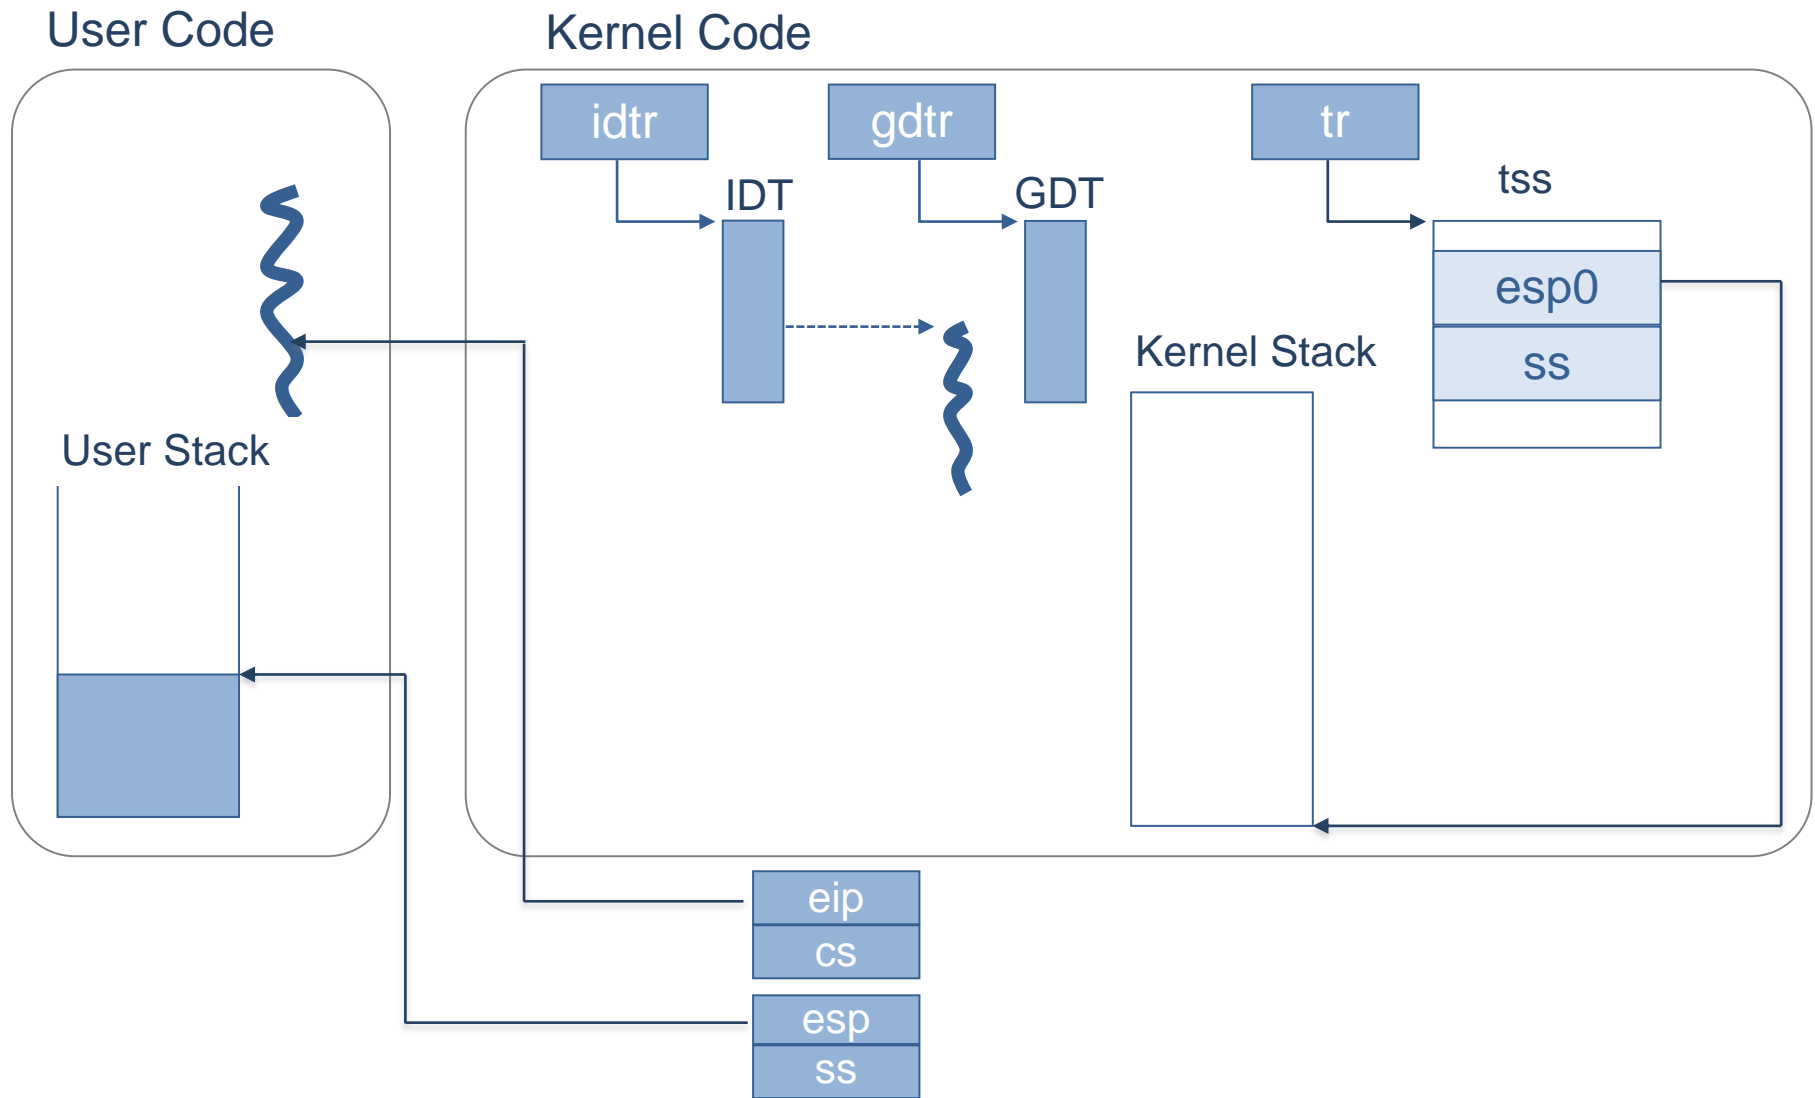 User Code
Kernel Code
idtr
gdtr
tr
IDT
GDT
tss
esp0
ss
Kernel Stack
User Stack
eip
cs
esp
ss